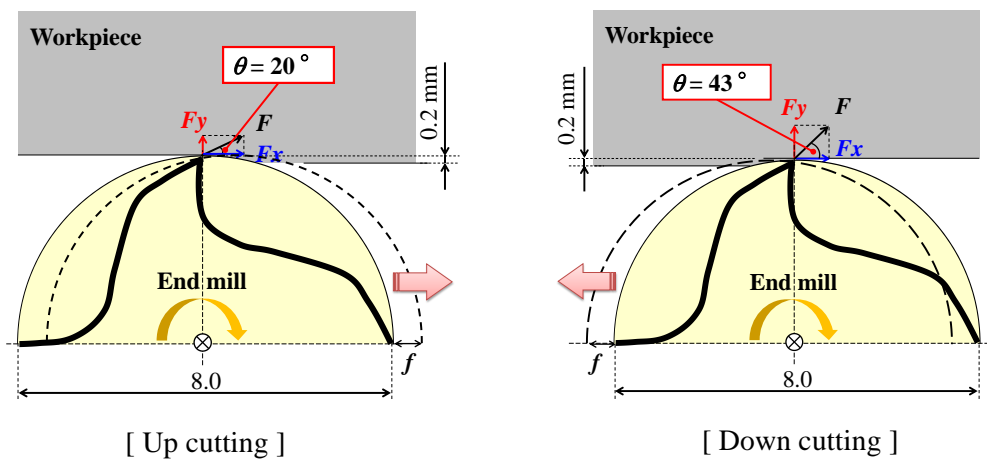 Workpiece
θ = 20°
Fy
F
Fx
0.2 mm
End mill
f
8.0
[ Up cutting ]
Workpiece
θ = 43°
0.2 mm
Fy
F
Fx
End mill
f
8.0
[ Down cutting ]